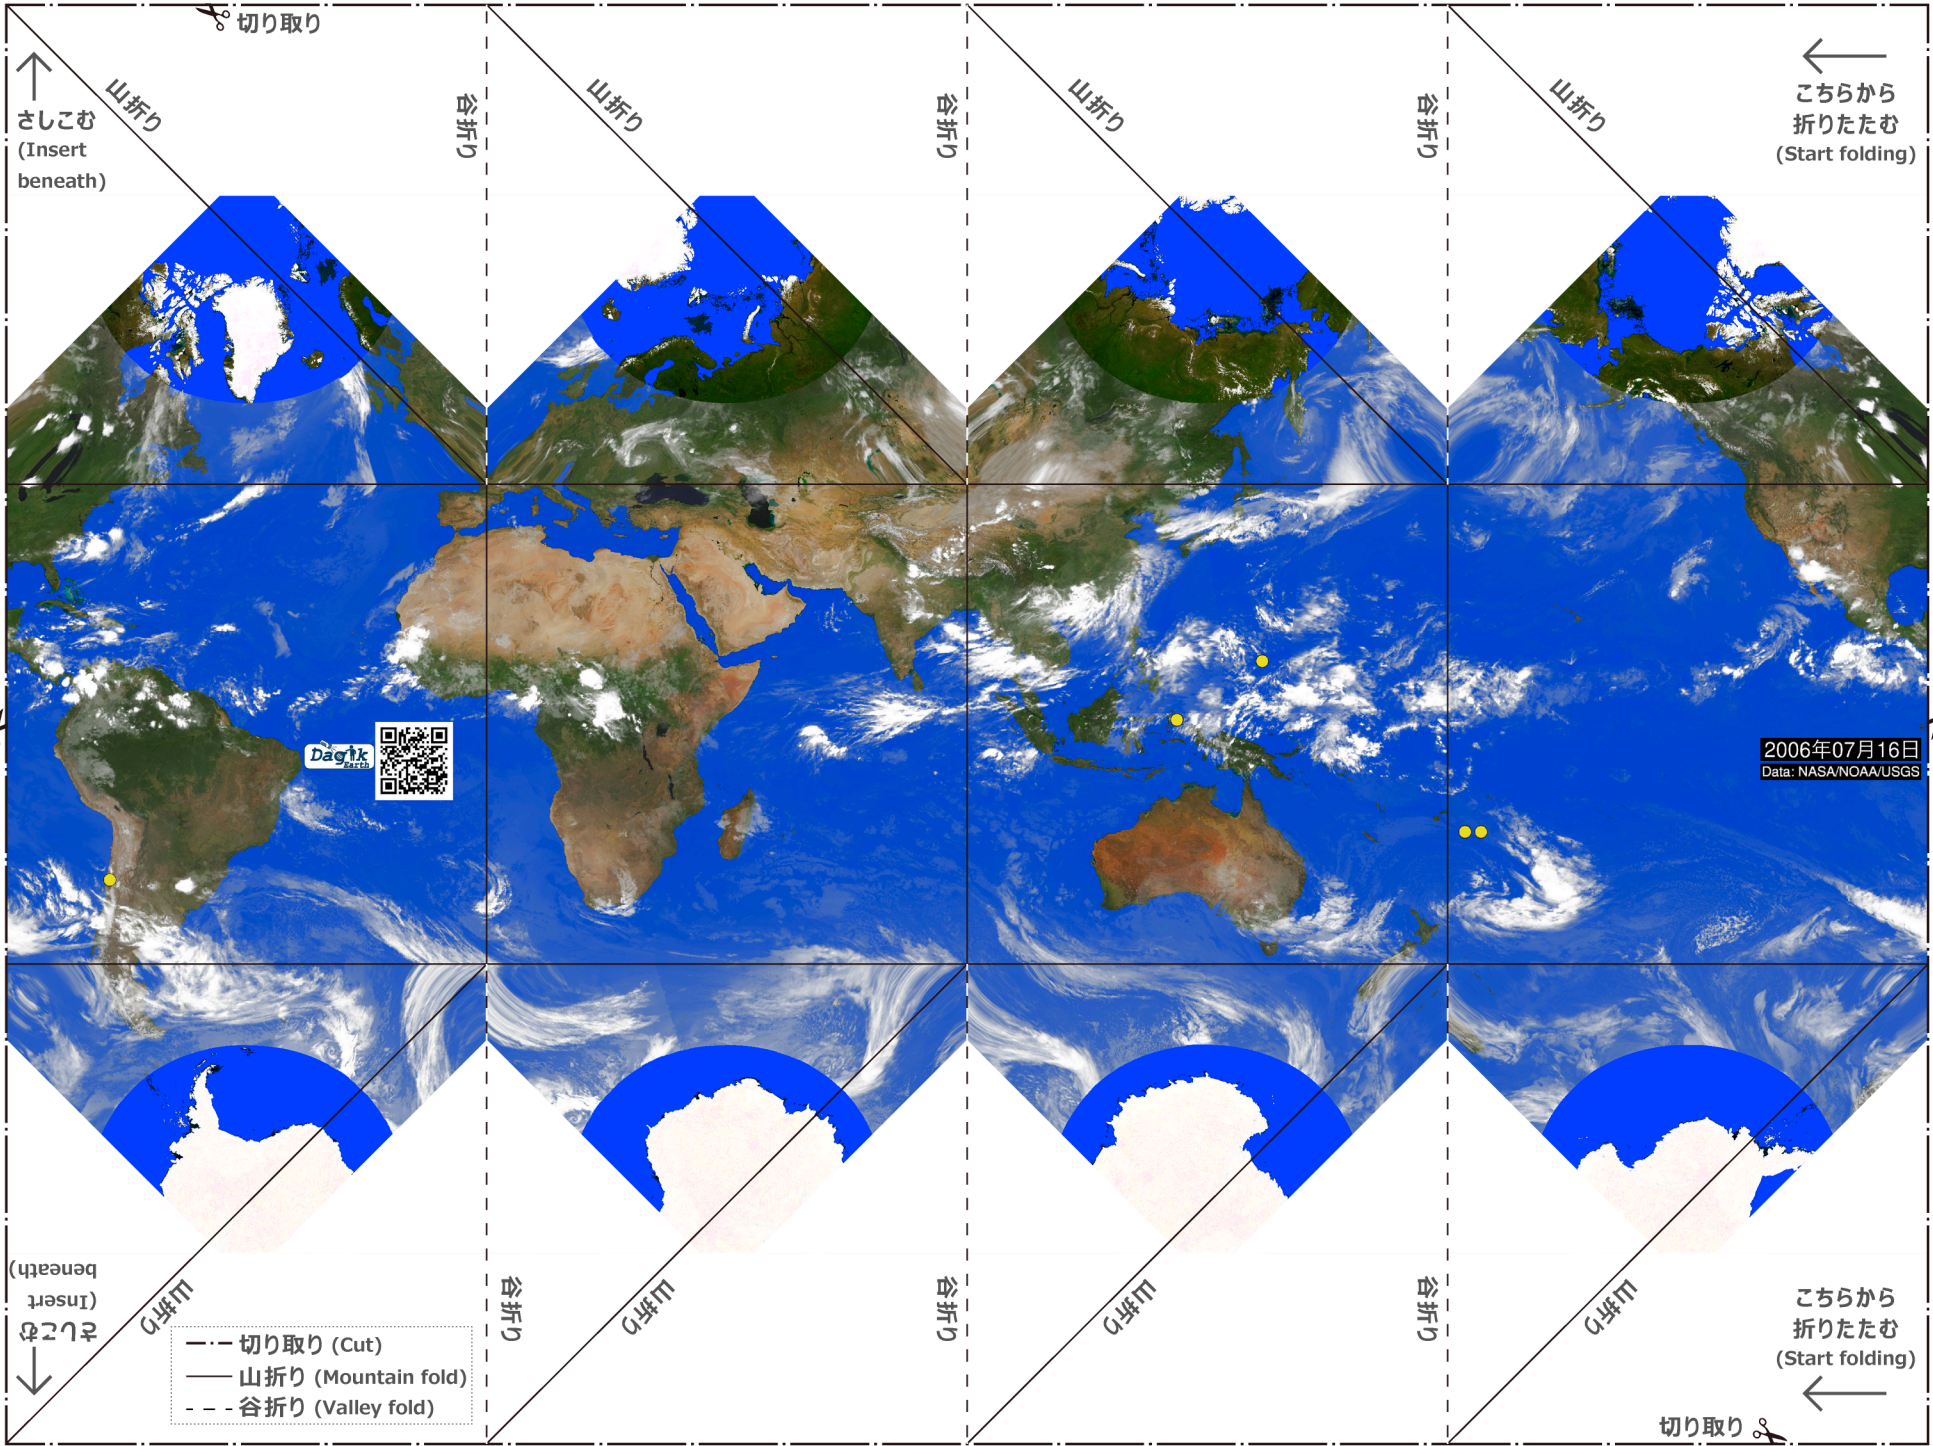 切り取り
山折り
谷折り
山折り
谷折り
山折り
谷折り
山折り
さしこむ
(Insert
beneath)
こちらから
折りたたむ
(Start folding)
Dagik
Earth
2006年07月16日
Data: NASA/NOAA/USGS
さしこむ
(Insert
beneath)
山折り
谷折り
山折り
谷折り
山折り
谷折り
山折り
切り取り (Cut)
山折り (Mountain fold)
谷折り (Valley fold)
こちらから
折りたたむ
(Start folding)
切り取り